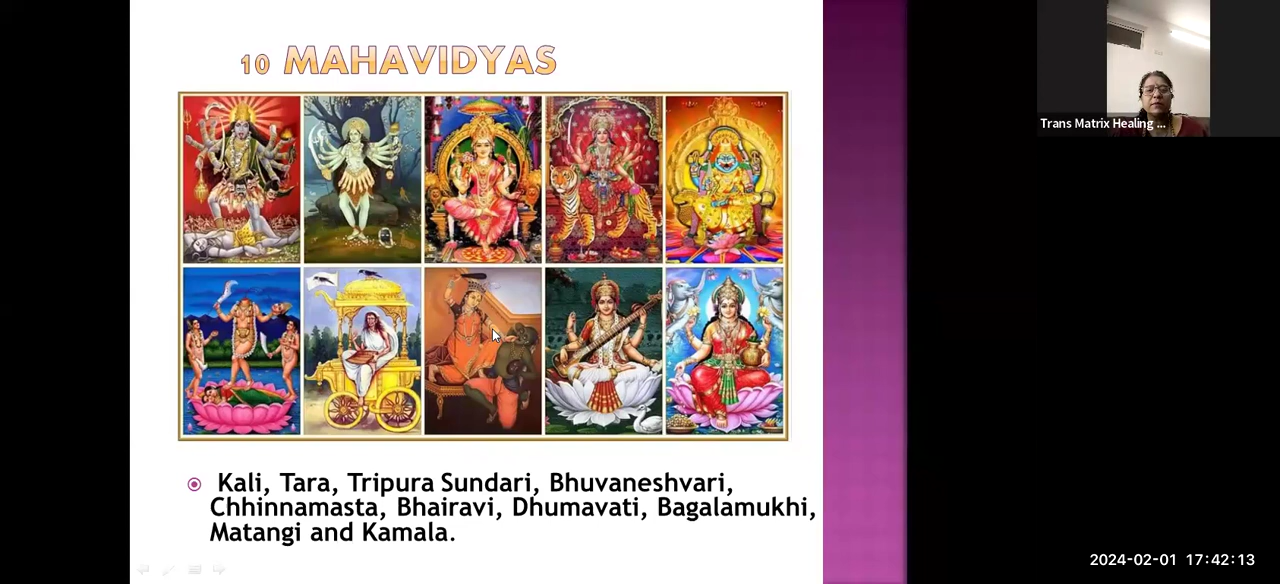 10 MAHAVIDYAS
Trans Matrix Healing ...
Kali, Tara, Tripura Sundari, Bhuvaneshvari,
Chhinnamasta, Bhairavi, Dhumavati, Bagalamukhi,
Matangi and Kamala.
2024-02-01 17:42:13